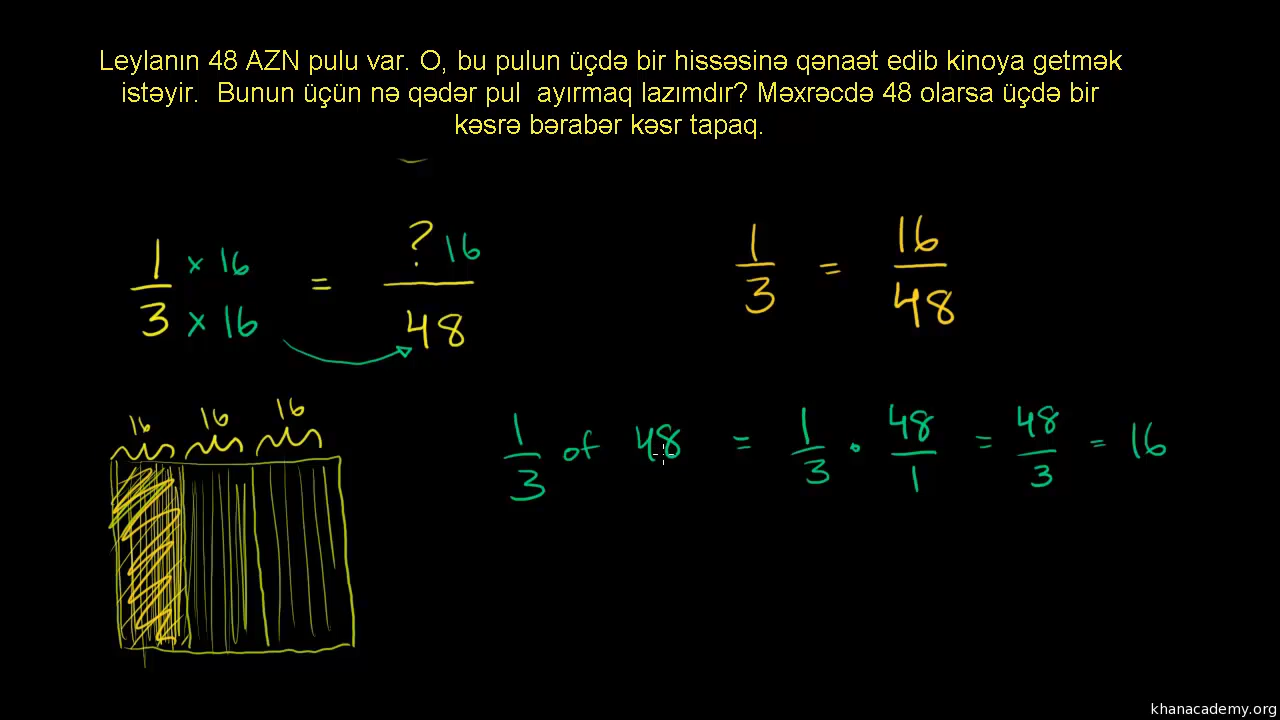 Leylanın 48 AZN pulu var. O, bu pulun üçdə bir hissəsinə qənaət edib kinoya getmək
istəyir. Bunun üçün nə qədər pul ayırmaq lazımdır? Məxrəcdə 48 olarsa üçdə bir
kəsrə bərabər kəsr tapaq.
1/3 × 16 / × 16 = ? 16/48
1/3 = 16/48
16 16 16
1/3 of 48 = 1/3 · 48/1 = 48/3 = 16
khanacademy.org